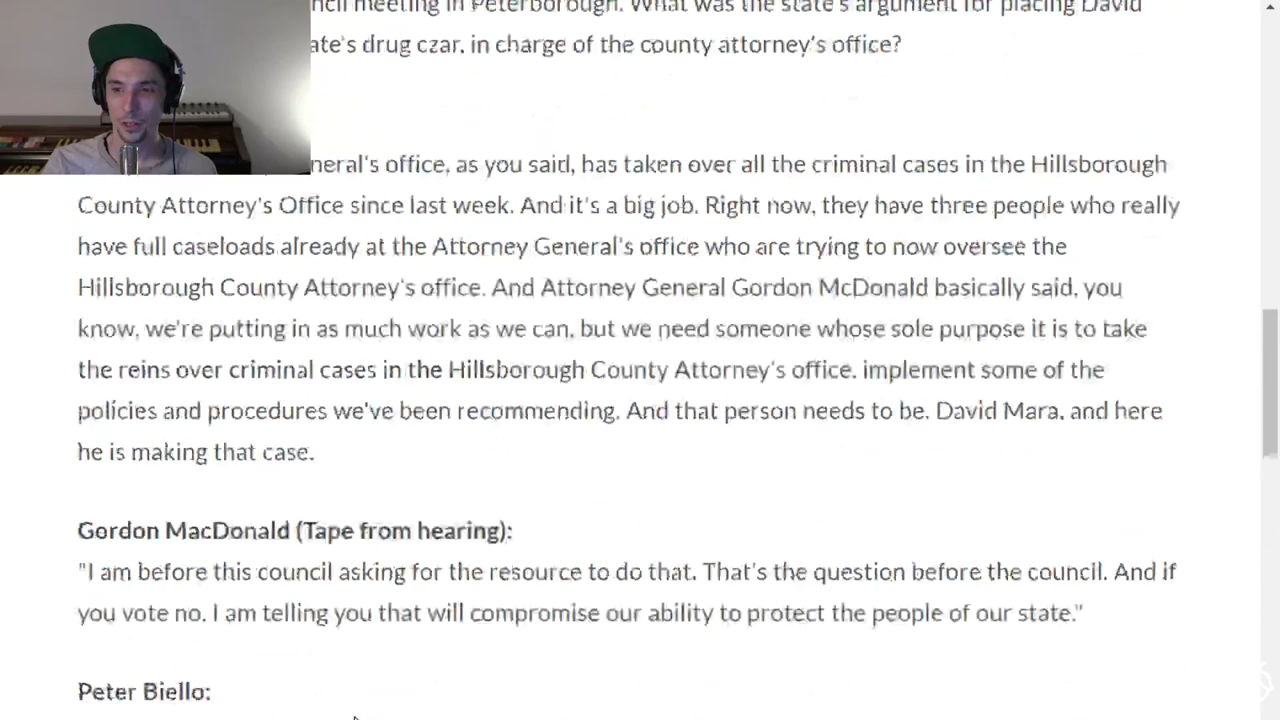 ncil meeting in Peterborough. What was the state's argument for placing David
ate's drug czar, in charge of the county attorney's office?
neral's office, as you said, has taken over all the criminal cases in the Hillsborough
County Attorney's Office since last week. And it's a big job. Right now, they have three people who really
have full caseloads already at the Attorney General's office who are trying to now oversee the
Hillsborough County Attorney's office. And Attorney General Gordon McDonald basically said, you
know, we're putting in as much work as we can, but we need someone whose sole purpose it is to take
the reins over criminal cases in the Hillsborough County Attorney's office, implement some of the
policies and procedures we've been recommending. And that person needs to be. David Mara, and here
he is making that case.
Gordon MacDonald (Tape from hearing):
"I am before this council asking for the resource to do that. That's the question before the council. And if
you vote no. I am telling you that will compromise our ability to protect the people of our state."
Peter Biello: